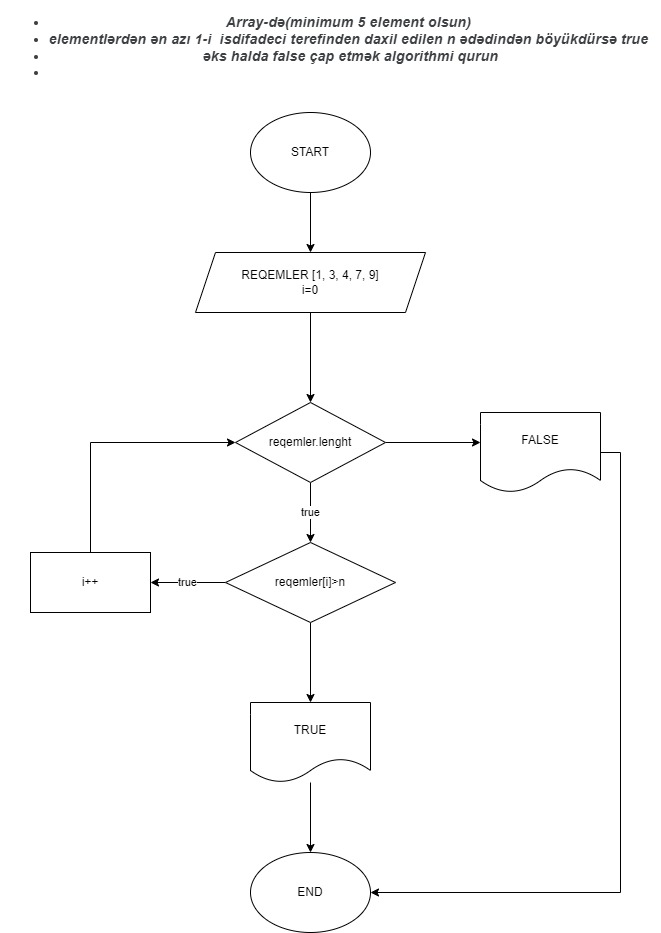 Array-də(minimum 5 element olsun)
elementlərdən ən azı 1-i isdifadeci terefinden daxil edilen n ədədindən böyükdürsə true
əks halda false çap etmək algorithmi qurun
START
REQEMLER [1, 3, 4, 7, 9]
i=0
reqemler.lenght
FALSE
true
i++
true
reqemler[i]>n
TRUE
END